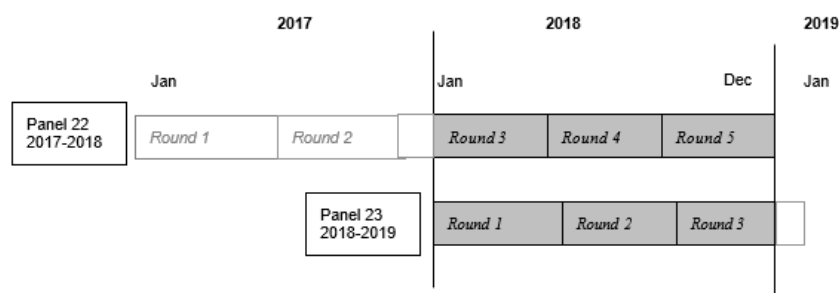 2017 2018 2019
Jan Jan Dec Jan
Panel 22
2017-2018
Round 1 Round 2 Round 3 Round 4 Round 5
Panel 23
2018-2019
Round 1 Round 2 Round 3